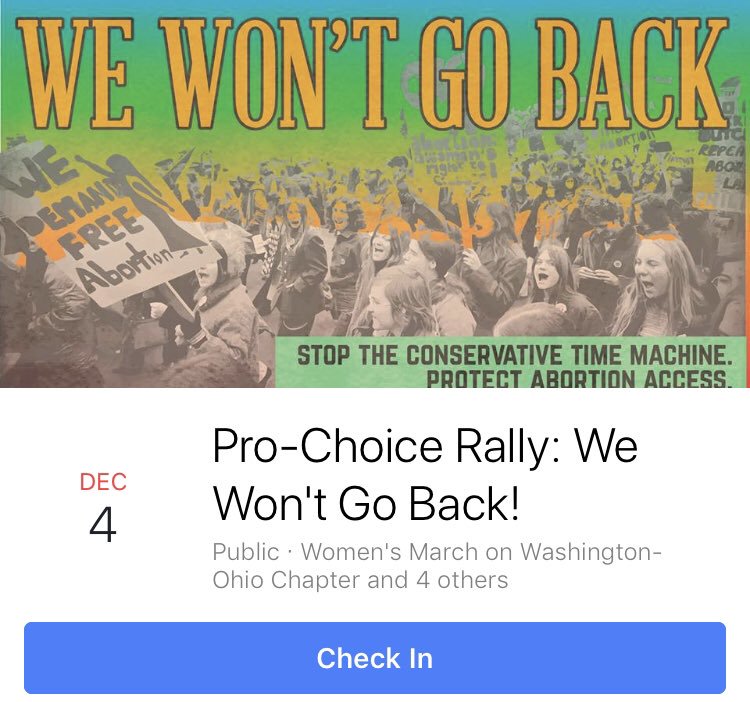 WE WON'T GO BACK
WE
DEMAND
FREE
Abortion
REPEAL
STOP THE CONSERVATIVE TIME MACHINE.
PROTECT ABORTION ACCESS.
Pro-Choice Rally: We
Won't Go Back!
DEC
4
Public · Women's March on Washington-
Ohio Chapter and 4 others
Check In